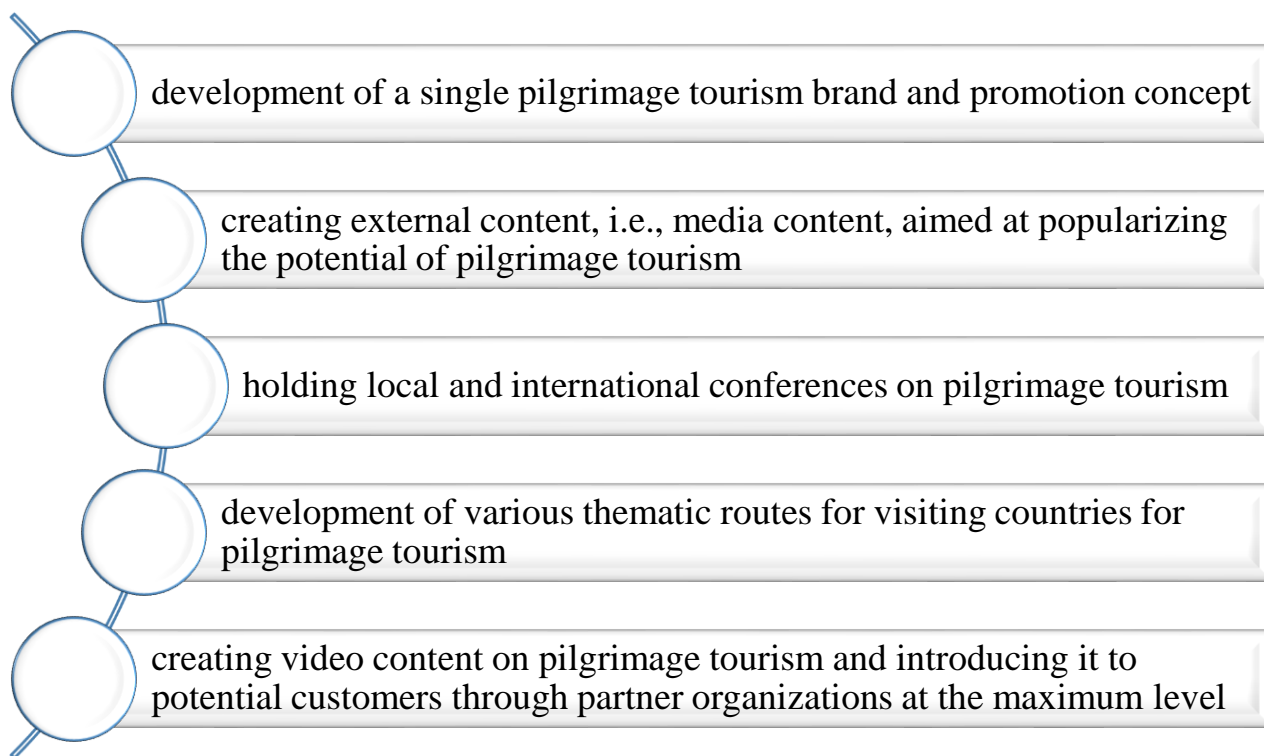 development of a single pilgrimage tourism brand and promotion concept
creating external content, i.e., media content, aimed at popularizing
the potential of pilgrimage tourism
holding local and international conferences on pilgrimage tourism
development of various thematic routes for visiting countries for
pilgrimage tourism
creating video content on pilgrimage tourism and introducing it to
potential customers through partner organizations at the maximum level